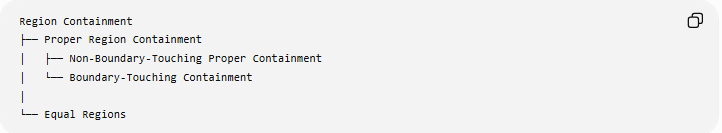 Region Containment
├── Proper Region Containment
│   ├── Non-Boundary-Touching Proper Containment
│   └── Boundary-Touching Containment
│
└── Equal Regions